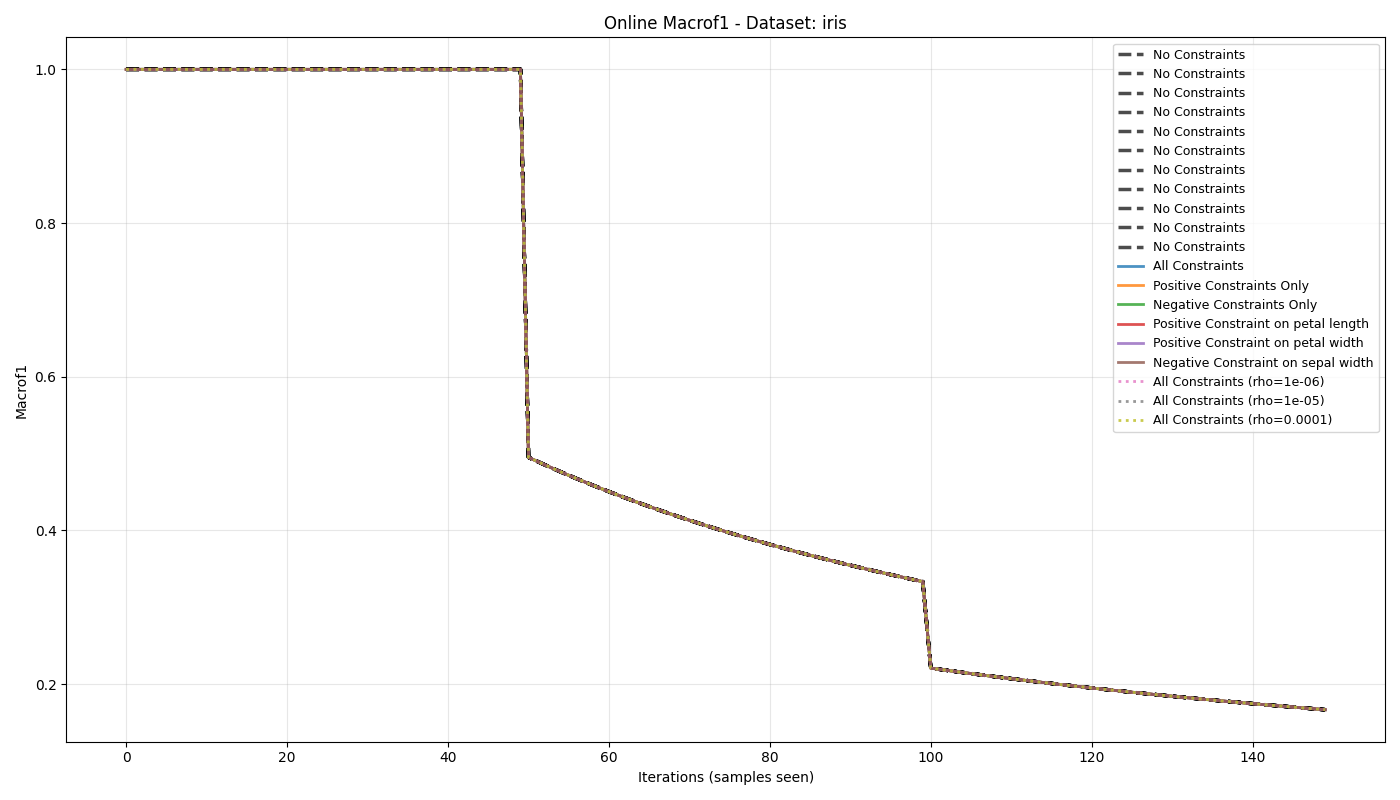 Online Macrof1 - Dataset: iris
1.0
0.8
0.6
0.4
0.2
Macrof1
No Constraints
No Constraints
No Constraints
No Constraints
No Constraints
No Constraints
No Constraints
No Constraints
No Constraints
No Constraints
No Constraints
All Constraints
Positive Constraints Only
Negative Constraints Only
Positive Constraint on petal length
Positive Constraint on petal width
Negative Constraint on sepal width
All Constraints (rho=1e-06)
All Constraints (rho=1e-05)
All Constraints (rho=0.0001)
0 20 40 60 80 100 120 140
Iterations (samples seen)